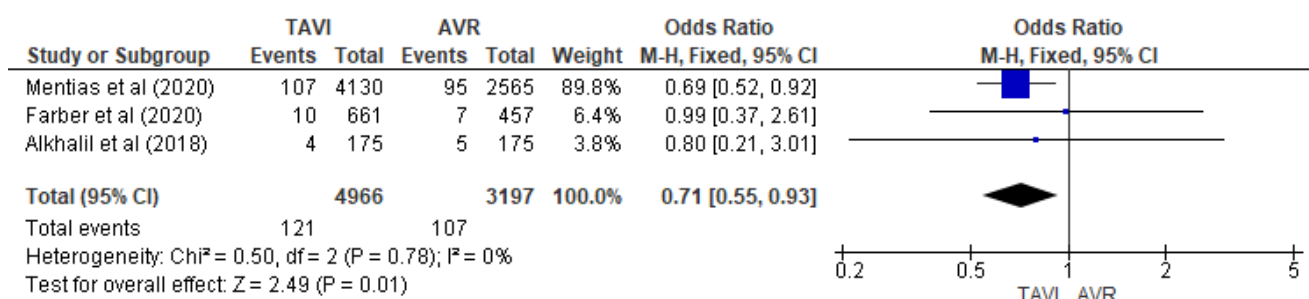 TAVI AVR Odds Ratio Odds Ratio
Study or Subgroup Events Total Events Total Weight M-H, Fixed, 95% CI M-H, Fixed, 95% CI
Mentias et al (2020) 107 4130 95 2565 89.8% 0.69 [0.52, 0.92]
Farber et al (2020) 10 661 7 457 6.4% 0.99 [0.37, 2.61]
Alkhalil et al (2018) 4 175 5 175 3.8% 0.80 [0.21, 3.01]
Total (95% CI) 4966 3197 100.0% 0.71 [0.55, 0.93]
Total events 121 107
Heterogeneity: Chi² = 0.50, df = 2 (P = 0.78); I² = 0%
Test for overall effect: Z = 2.49 (P = 0.01)
0.2 0.5 1 2 5
TAVI AVR